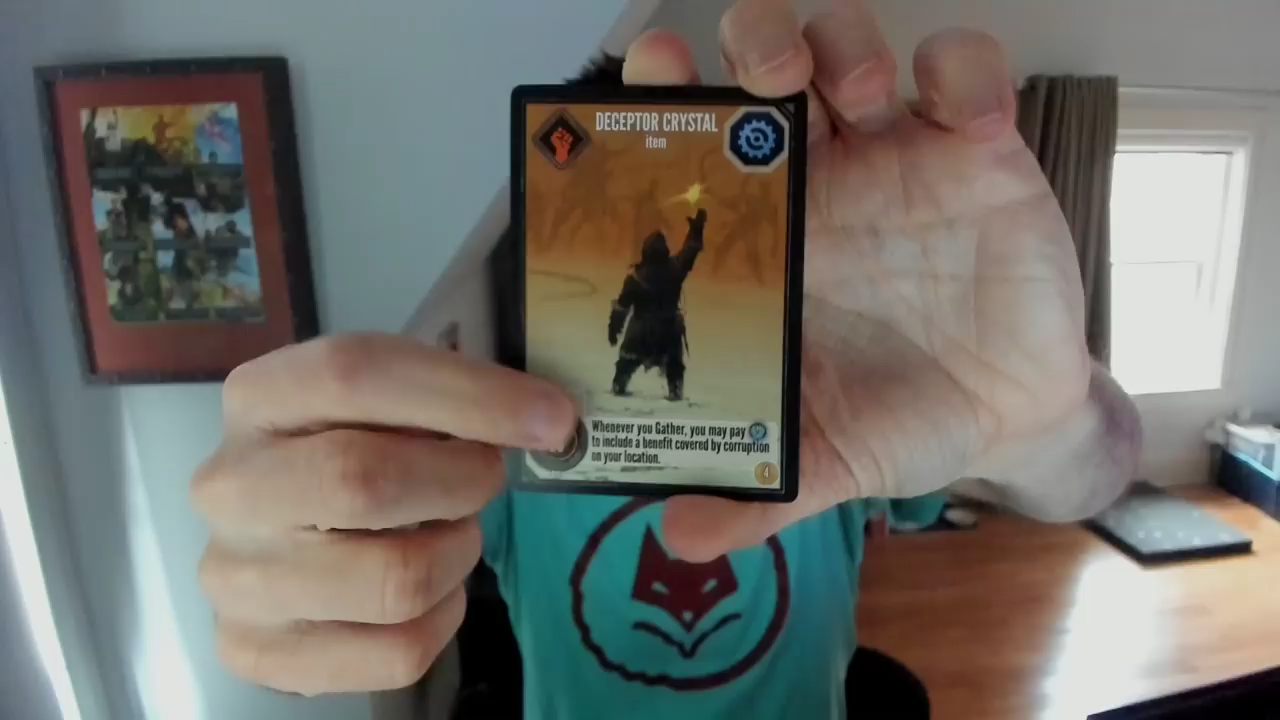 DECEPTOR CRYSTAL
item
Whenever you Gather, you may pay
to include a benefit covered by corruption
on your location.
4